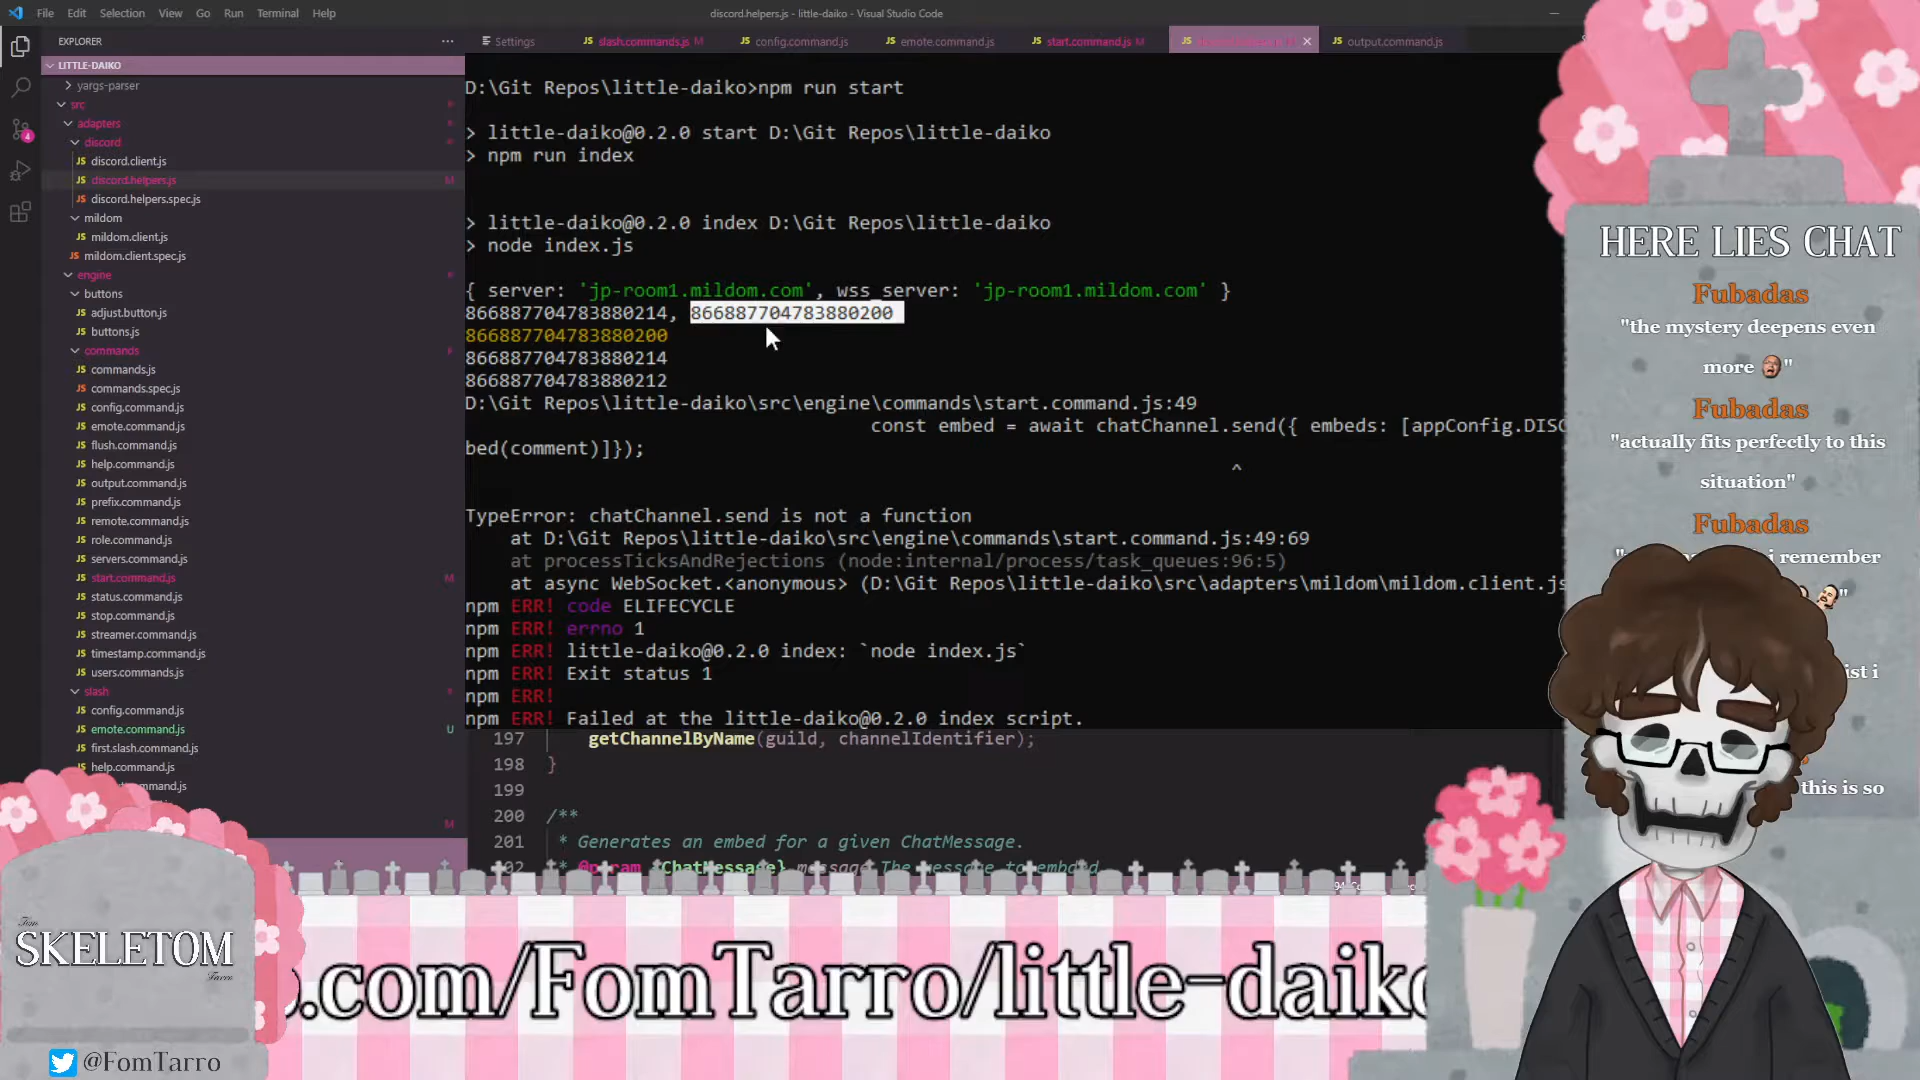 File Edit Selection View Go Run Terminal Help
discord.helpers.js - little-daiko - Visual Studio Code
EXPLORER
Settings
slash.commands.js M
config.command.js
emote.command.js
start.command.js M
output.command.js
LITTLE-DAIKO
yargs-parser
src
adapters
discord
discord.client.js
discord.helpers.js M
discord.helpers.spec.js
mildom
mildom.client.js
mildom.client.spec.js
engine
buttons
adjust.button.js
buttons.js
commands
commands.js
commands.spec.js
config.command.js
emote.command.js
flush.command.js
help.command.js
output.command.js
prefix.command.js
remote.command.js
role.command.js
servers.command.js
start.command.js M
status.command.js
stop.command.js
streamer.command.js
timestamp.command.js
users.command.js
slash
config.command.js
emote.command.js U
first.slash.command.js
help.command.js
M
D:\Git Repos\little-daiko>npm run start
> little-daiko@0.2.0 start D:\Git Repos\little-daiko
> npm run index
> little-daiko@0.2.0 index D:\Git Repos\little-daiko
> node index.js
{ server: 'jp-room1.mildom.com', wss_server: 'jp-room1.mildom.com' }
866887704783880214, 866887704783880200
866887704783880200
866887704783880214
866887704783880212
D:\Git Repos\little-daiko\src\engine\commands\start.command.js:49
const embed = await chatChannel.send({ embeds: [appConfig.DISC
bed(comment)]});
^
TypeError: chatChannel.send is not a function
at D:\Git Repos\little-daiko\src\engine\commands\start.command.js:49:69
at processTicksAndRejections (node:internal/process/task_queues:96:5)
at async WebSocket.<anonymous> (D:\Git Repos\little-daiko\src\adapters\mildom\mildom.client.js
npm ERR! code ELIFECYCLE
npm ERR! errno 1
npm ERR! little-daiko@0.2.0 index: `node index.js`
npm ERR! Exit status 1
npm ERR!
npm ERR! Failed at the little-daiko@0.2.0 index script.
197 getChannelByName(guild, channelIdentifier);
198 }
199
200 /**
201 * Generates an embed for a given ChatMessage.
HERE LIES CHAT
Fubadas
"the mystery deepens even
more "
Fubadas
"actually fits perfectly to this
situation"
Fubadas
i remember
"
ist i
this is so
Fom
SKELETOM
Tarro
.com/FomTarro/little-daiko
@FomTarro